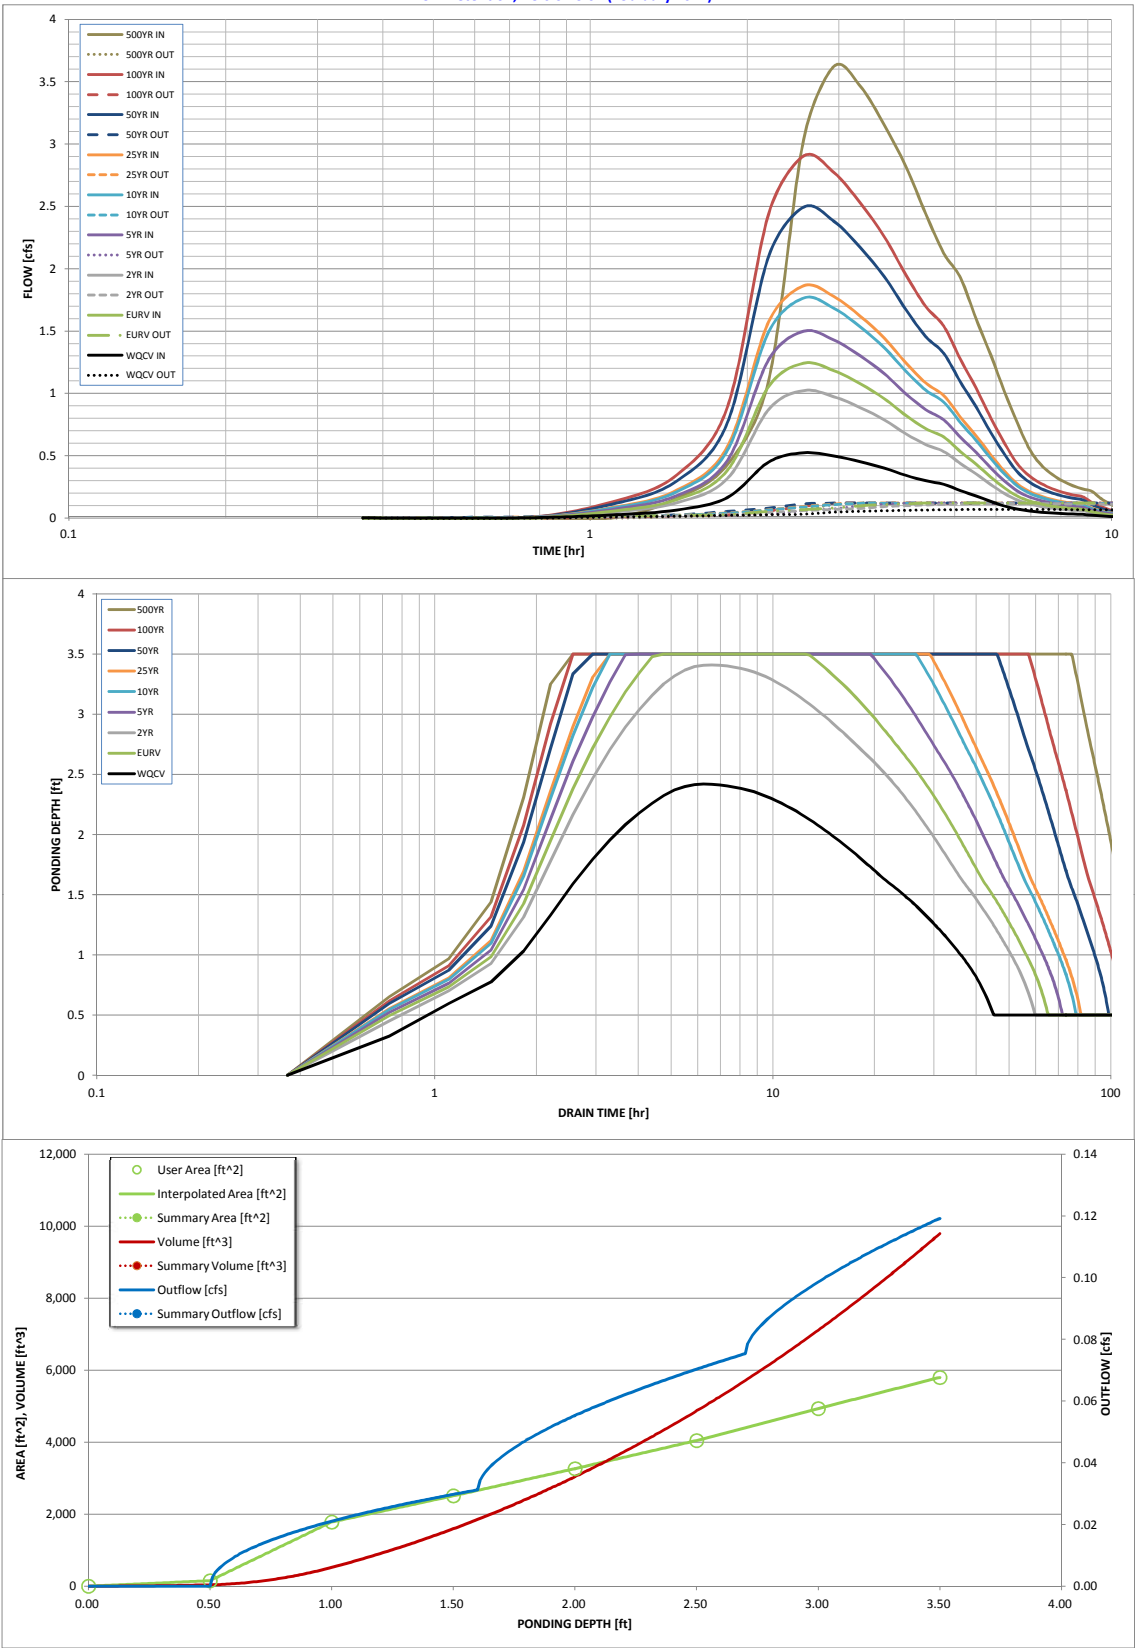 4
3.5
3
2.5
2
1.5
1
0.5
0
FLOW [cfs]
500YR IN
500YR OUT
100YR IN
100YR OUT
50YR IN
50YR OUT
25YR IN
25YR OUT
10YR IN
10YR OUT
5YR IN
5YR OUT
2YR IN
2YR OUT
EURV IN
EURV OUT
WQCV IN
WQCV OUT
0.1 1 10
TIME [hr]
4
3.5
3
2.5
2
1.5
1
0.5
0
PONDING DEPTH [ft]
500YR
100YR
50YR
25YR
10YR
5YR
2YR
EURV
WQCV
0.1 1 10 100
DRAIN TIME [hr]
12,000
10,000
8,000
6,000
4,000
2,000
0
AREA [ft^2], VOLUME [ft^3]
User Area [ft^2]
Interpolated Area [ft^2]
Summary Area [ft^2]
Volume [ft^3]
Summary Volume [ft^3]
Outflow [cfs]
Summary Outflow [cfs]
0.14
0.12
0.10
0.08
0.06
0.04
0.02
0.00
OUTFLOW [cfs]
0.00 0.50 1.00 1.50 2.00 2.50 3.00 3.50 4.00
PONDING DEPTH [ft]